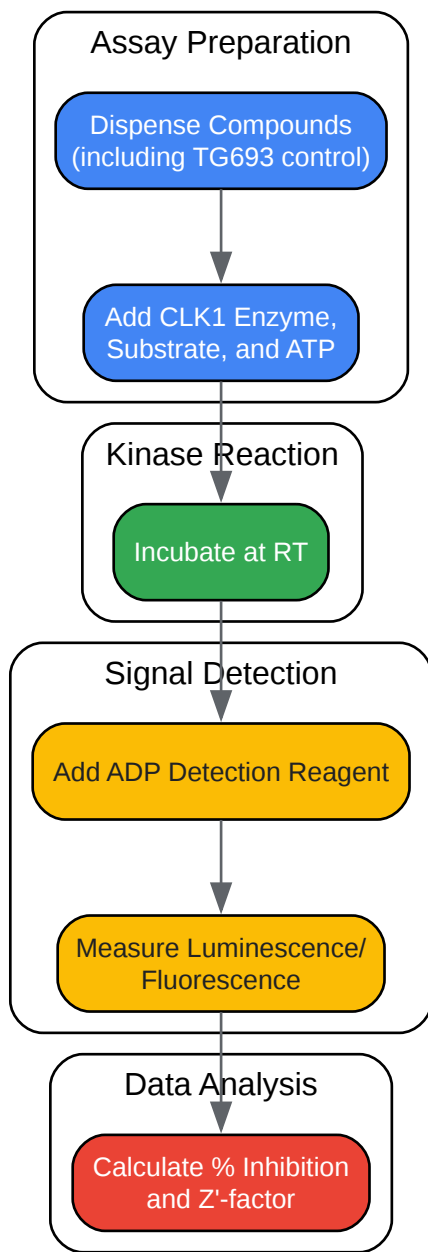 Assay Preparation
Dispense Compounds
(including TG693 control)
Add CLK1 Enzyme,
Substrate, and ATP
Kinase Reaction
Incubate at RT
Signal Detection
Add ADP Detection Reagent
Measure Luminescence/
Fluorescence
Data Analysis
Calculate % Inhibition
and Z'-factor